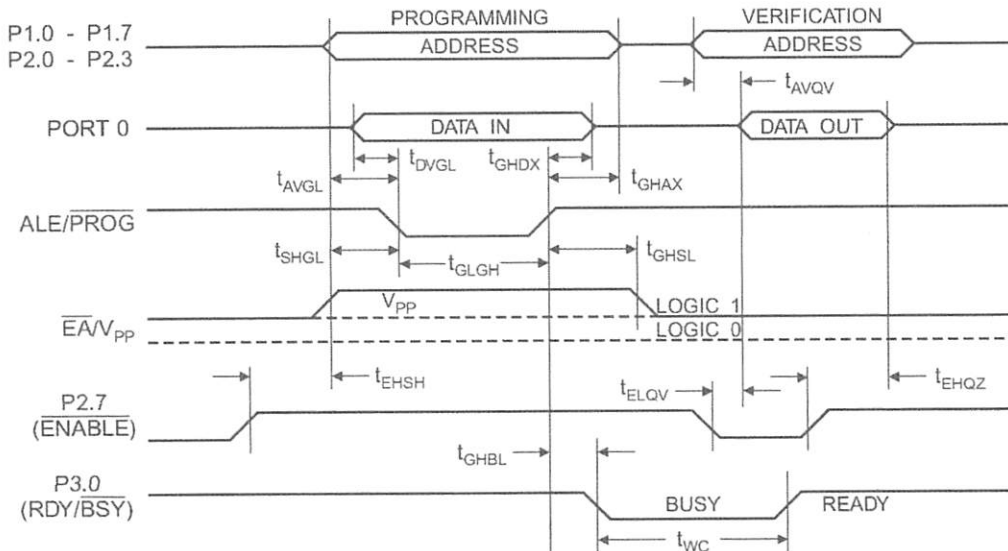 PROGRAMMING VERIFICATION
P1.0 - P1.7
P2.0 - P2.3
ADDRESS ADDRESS
tAVQV
PORT 0 DATA IN DATA OUT
tDVGL tGHDX
tAVGL tGHAX
ALE/PROG
tSHGL tGLGH tGHSL
VPP LOGIC 1
EA/VPP LOGIC 0
tEHSH tELQV tEHQZ
P2.7
(ENABLE)
tGHBL
P3.0
(RDY/BSY)
BUSY READY
tWC